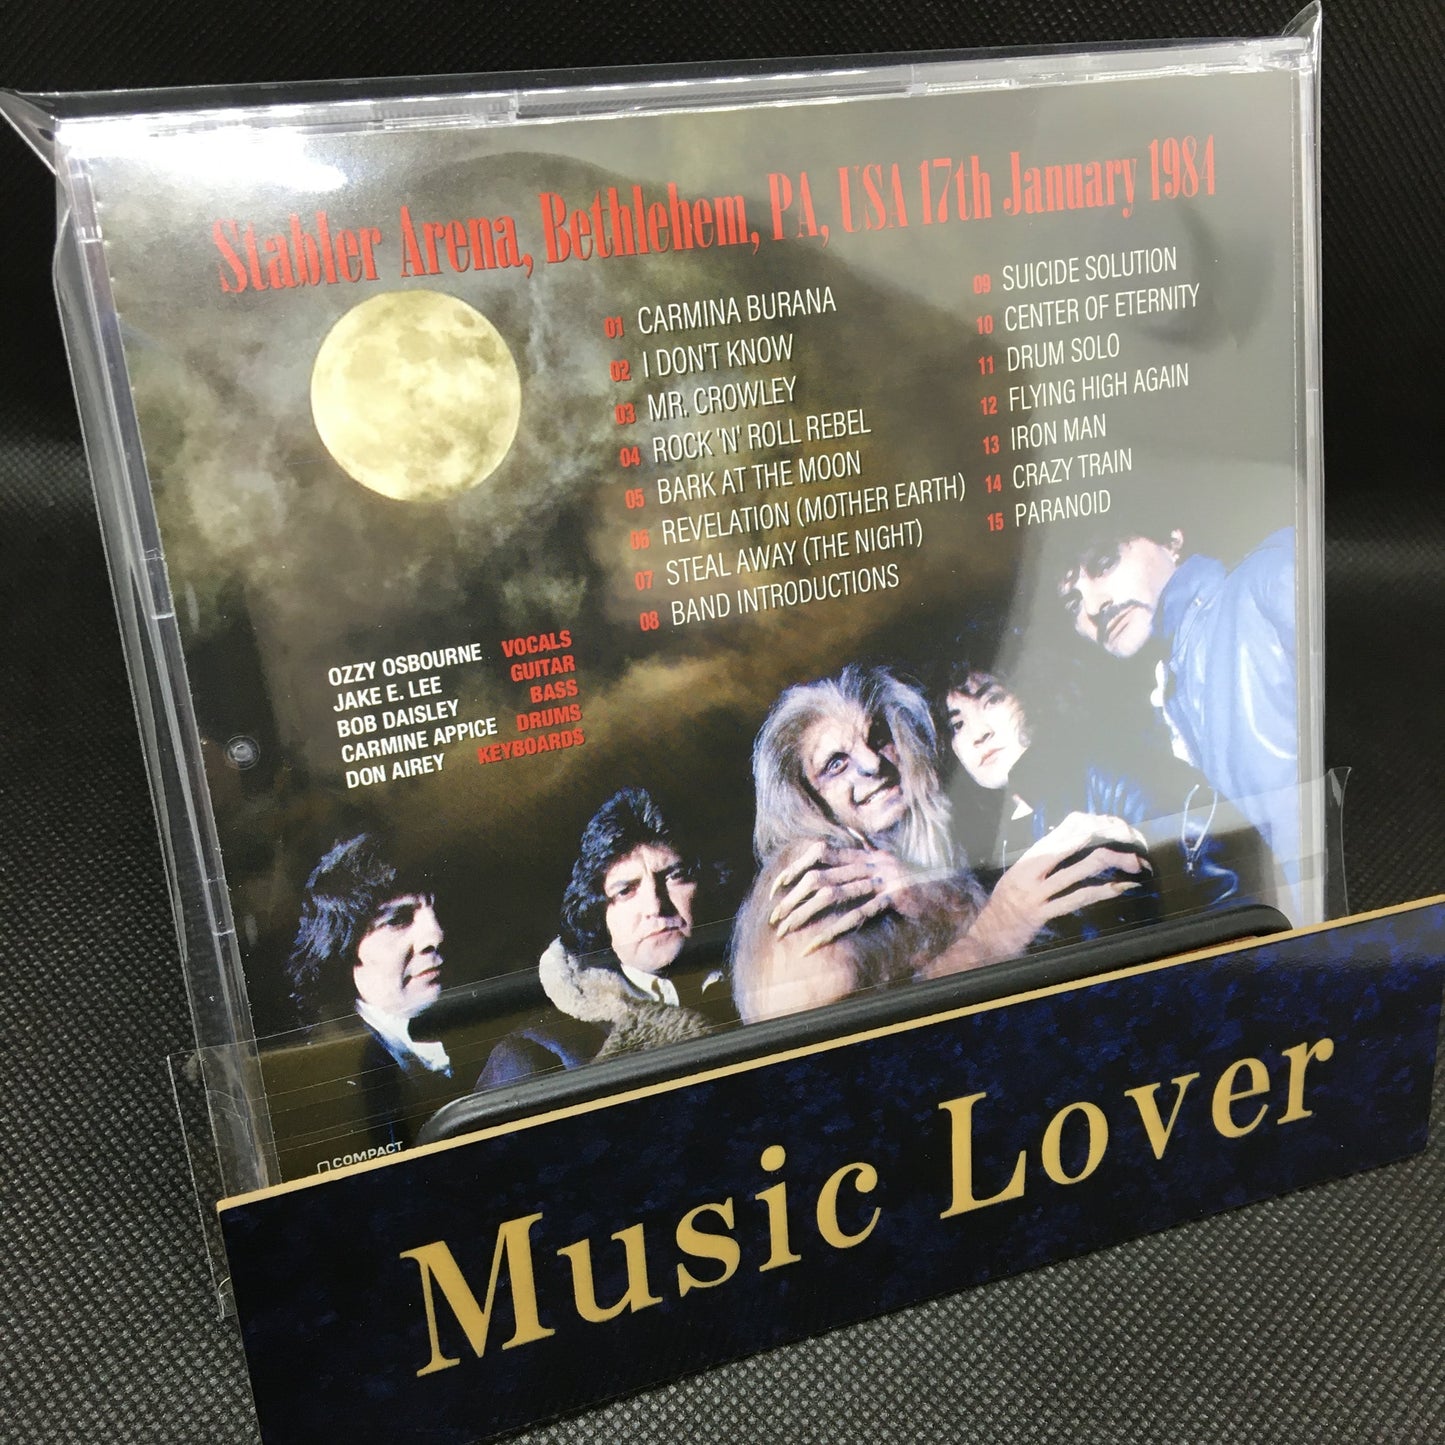 Stabler Arena, Bethlehem, PA, USA 17th January 1984
01 CARMINA BURANA
02 I DON'T KNOW
03 MR. CROWLEY
04 ROCK 'N' ROLL REBEL
05 BARK AT THE MOON
06 REVELATION (MOTHER EARTH)
07 STEAL AWAY (THE NIGHT)
08 BAND INTRODUCTIONS
09 SUICIDE SOLUTION
10 CENTER OF ETERNITY
11 DRUM SOLO
12 FLYING HIGH AGAIN
13 IRON MAN
14 CRAZY TRAIN
15 PARANOID
OZZY OSBOURNE VOCALS
JAKE E. LEE GUITAR
BOB DAISLEY BASS
CARMINE APPICE DRUMS
DON AIREY KEYBOARDS
COMPACT
Music Lover